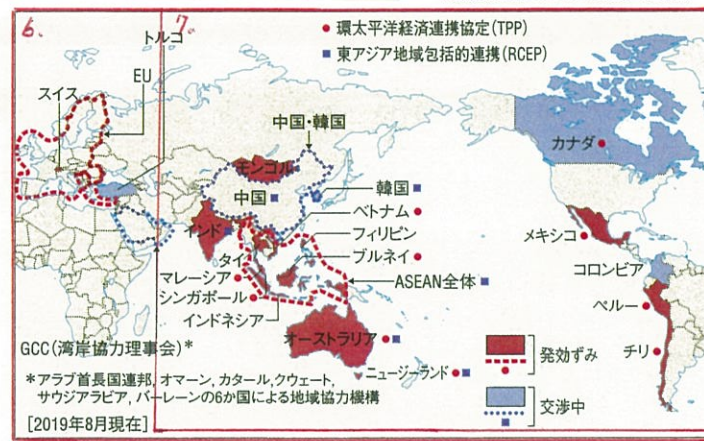 6.
7.
トルコ
EU
スイス
● 環太平洋経済連携協定(TPP)
■ 東アジア地域包括的連携(RCEP)
中国・韓国
カナダ
モンゴル
中国
韓国
ベトナム
フィリピン
インド
タイ
ブルネイ
メキシコ
マレーシア
ASEAN全体
コロンビア
シンガポール
インドネシア
ペルー
オーストラリア
チリ
GCC(湾岸協力理事会)*
ニュージーランド
発効ずみ
交渉中
*アラブ首長国連邦, オマーン, カタール, クウェート,
サウジアラビア, バーレーンの6か国による地域協力機構
[2019年8月現在]